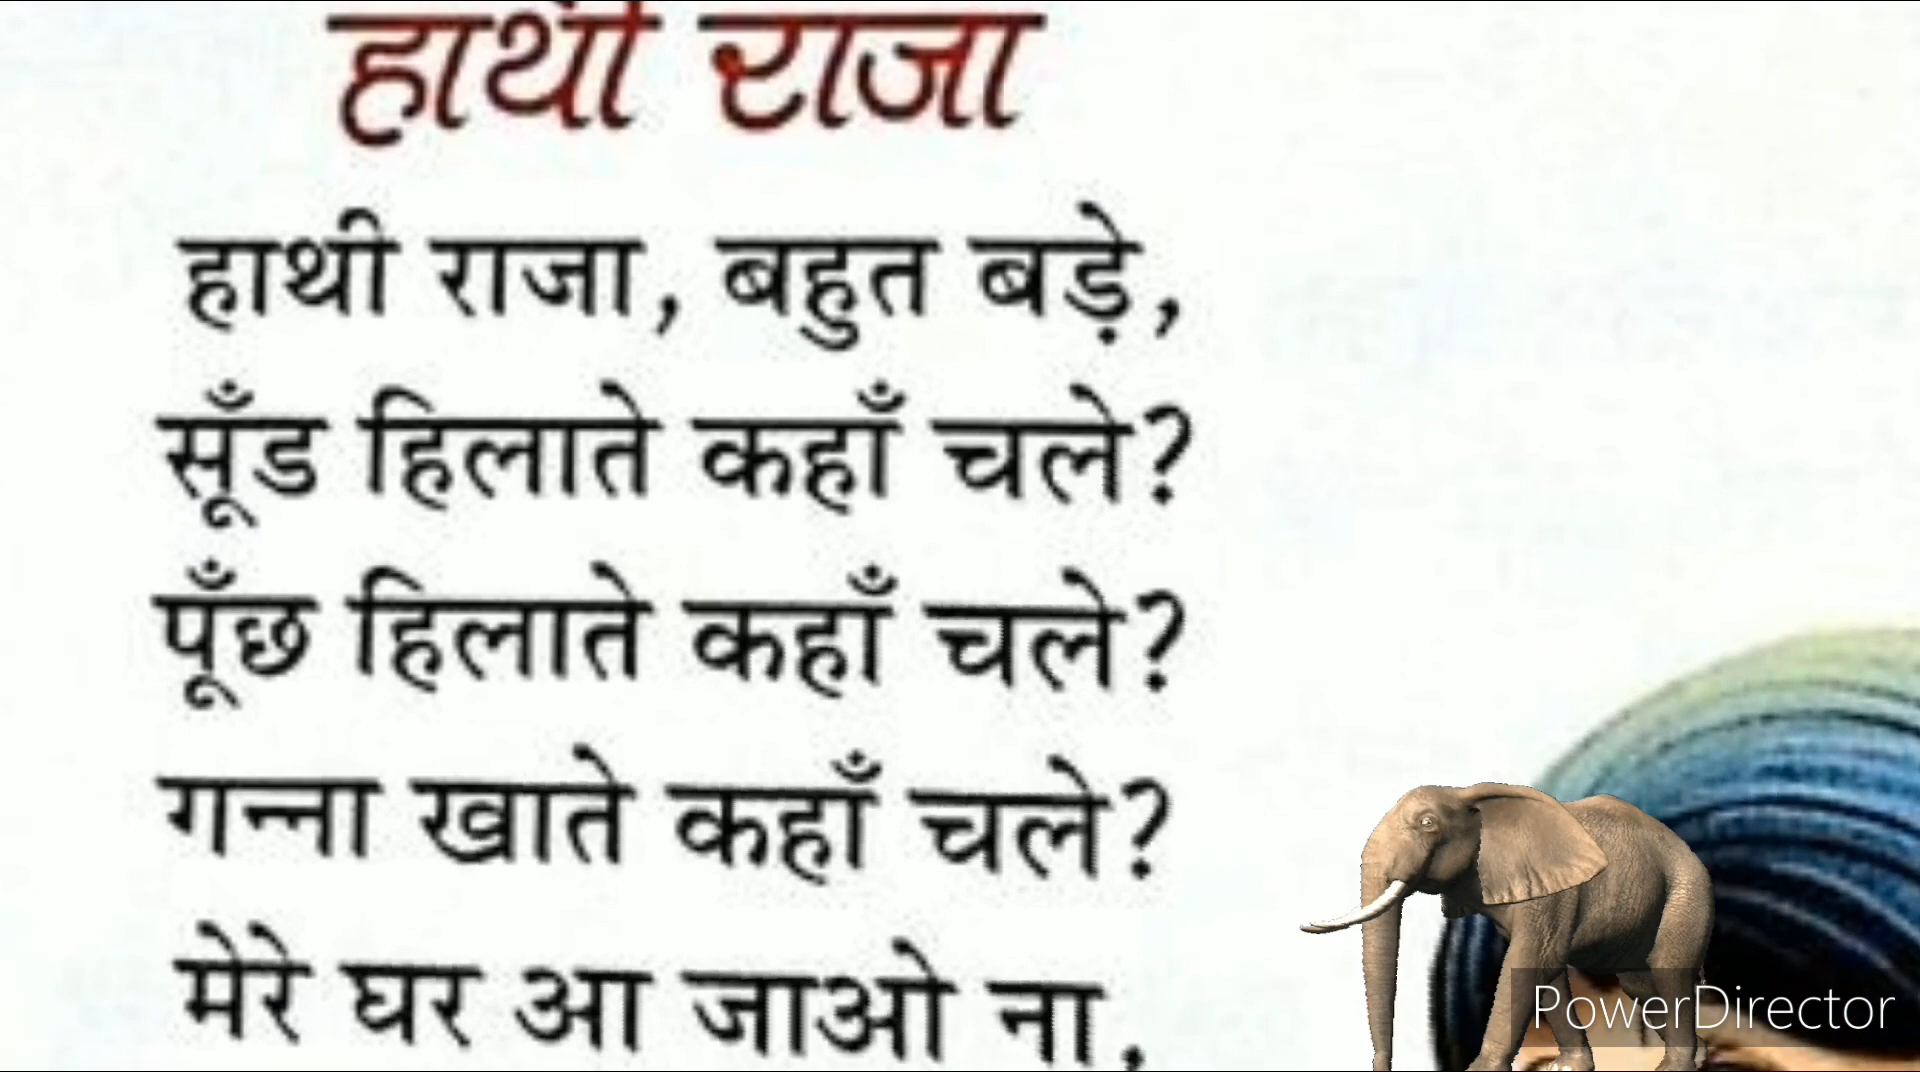 हाथी राजा
हाथी राजा, बहुत बड़े,
सूँड हिलाते कहाँ चले?
पूँछ हिलाते कहाँ चले?
गन्ना खाते कहाँ चले?
मेरे घर आ जाओ ना,
PowerDirector